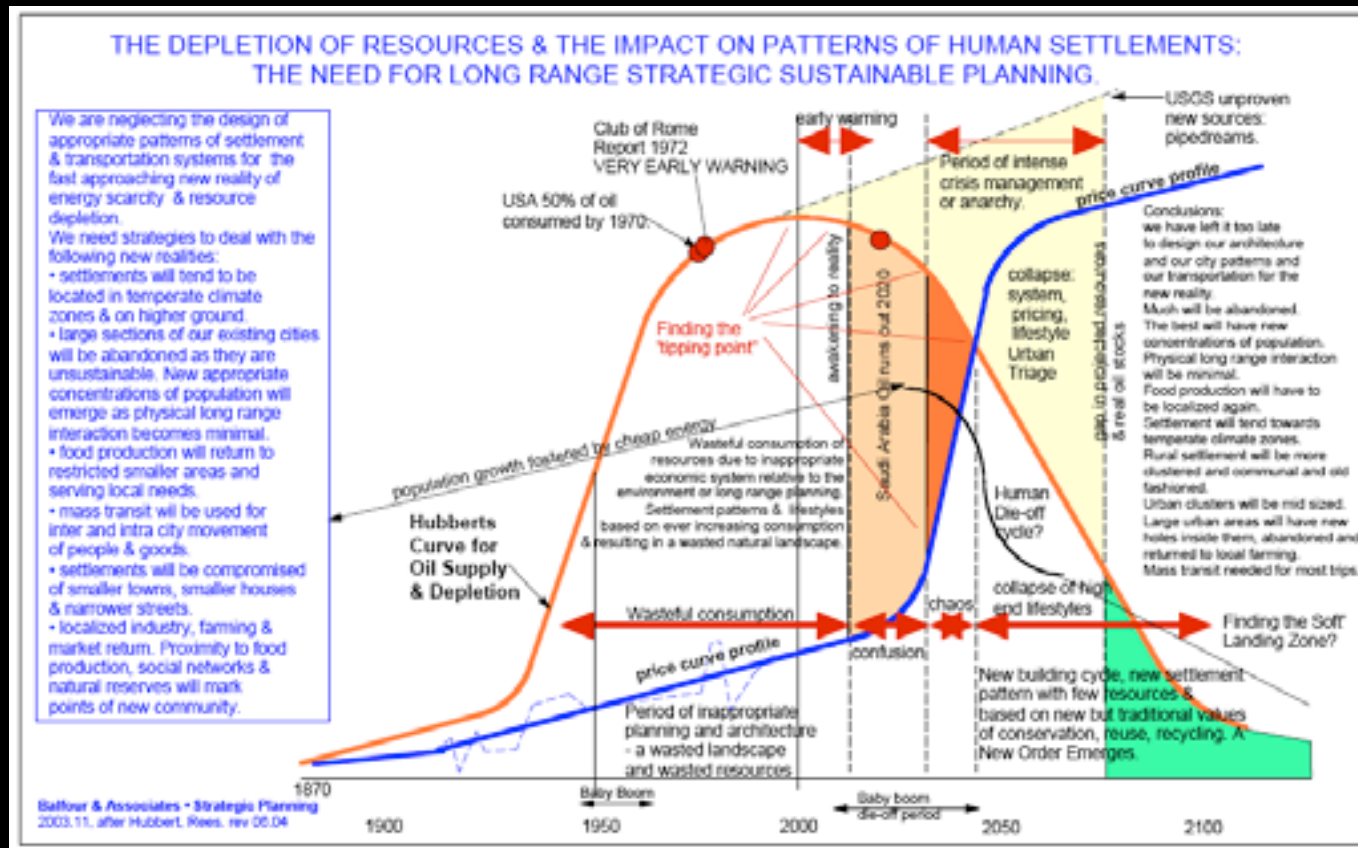 THE DEPLETION OF RESOURCES & THE IMPACT ON PATTERNS OF HUMAN SETTLEMENTS:
THE NEED FOR LONG RANGE STRATEGIC SUSTAINABLE PLANNING.
We are neglecting the design of
appropriate patterns of settlement
& transportation systems for the
fast approaching new reality of
energy scarcity & resource
depletion.
We need strategies to deal with the
following new realities:
• settlements will tend to be
located in temperate climate
zones & on higher ground.
• large sections of our existing cities
will be abandoned as they are
unsustainable. New appropriate
concentrations of population will
emerge as physical long range
interaction becomes minimal.
• food production will return to
restricted smaller areas and
serving local needs.
• mass transit will be used for
inter and intra city movement
of people & goods.
• settlements will be compromised
of smaller towns, smaller houses
& narrower streets.
• localized industry, farming &
market return. Proximity to food
production, social networks &
natural reserves will mark
points of new community.
Balfour & Associates • Strategic Planning
2003.11, after Hubbert, Rees. rev 06.04
Club of Rome
Report 1972
VERY EARLY WARNING
USA 50% of oil
consumed by 1970:
early warning
USGS unproven
new sources:
pipedreams.
Period of intense
crisis management
or anarchy.
price curve profile
Finding the
'tipping point"
awakening to reality
Saudi Arabia Oil runs out 2020
collapse:
system,
pricing,
lifestyle
Urban
Triage
gap in projected resources
& real oil stocks
Conclusions:
we have left it too late
to design our architecture
and our city patterns and
our transportation for the
new reality.
Much will be abandoned.
The best will have new
concentrations of population.
Physical long range interaction
will be minimal.
Food production will have to
be localized again.
Settlement will tend towards
temperate climate zones.
Rural settlement will be more
clustered and communal and old
fashioned.
Urban clusters will be mid sized.
Large urban areas will have new
holes inside them, abandoned and
returned to local farming.
Mass transit needed for most trips.
population growth fostered by cheap energy
Wasteful consumption of
resources due to inappropriate
economic system relative to the
environment or long range planning.
Settlement patterns & lifestyles
based on ever increasing consumption
& resulting in a wasted natural landscape.
Hubberts
Curve for
Oil Supply
& Depletion
Human
Die-off
cycle?
Wasteful consumption
confusion
chaos
collapse of high
end lifestyles
Finding the Soft'
Landing Zone?
price curve profile
Period of inappropriate
planning and architecture
- a wasted landscape
and wasted resources
New building cycle, new settlement
pattern with few resources &
based on new but traditional values
of conservation, reuse, recycling. A
New Order Emerges.
Baby Boom
Baby boom
die-off period
1870
1900
1950
2000
2050
2100